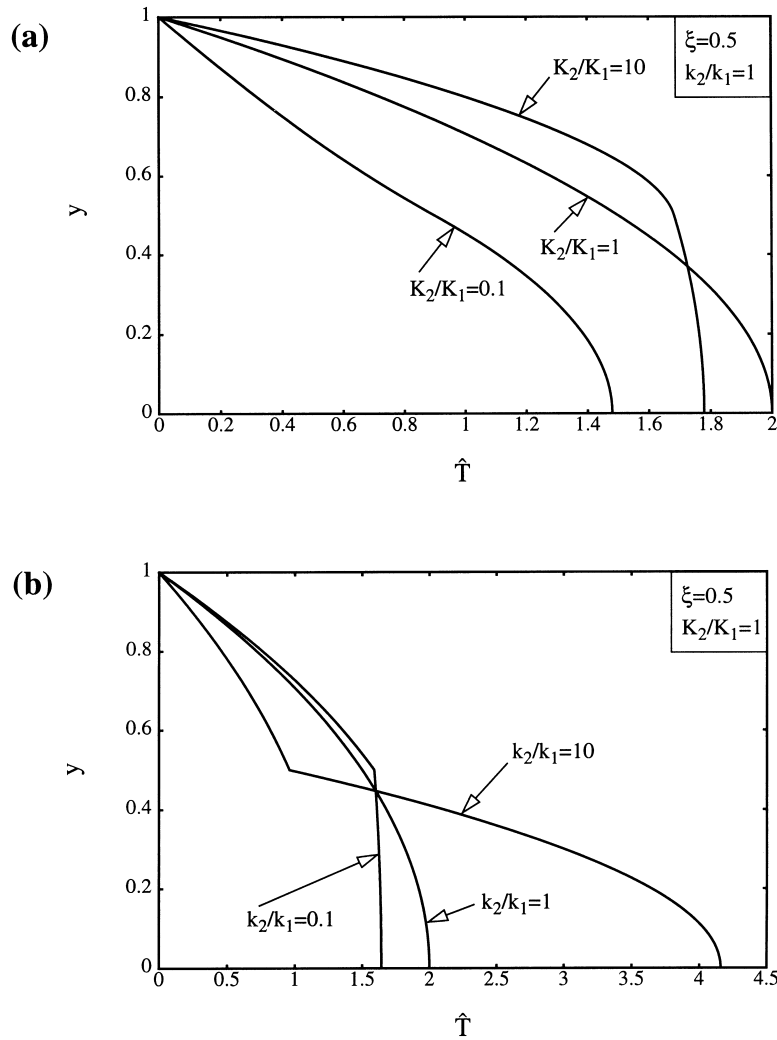 (a)
1
0.8
0.6
0.4
0.2
0
y
K₂/K₁=10
K₂/K₁=1
K₂/K₁=0.1
ξ=0.5
k₂/k₁=1
0 0.2 0.4 0.6 0.8 1 1.2 1.4 1.6 1.8 2
T̂
(b)
1
0.8
0.6
0.4
0.2
0
y
ξ=0.5
K₂/K₁=1
k₂/k₁=10
k₂/k₁=1
k₂/k₁=0.1
0 0.5 1 1.5 2 2.5 3 3.5 4 4.5
T̂